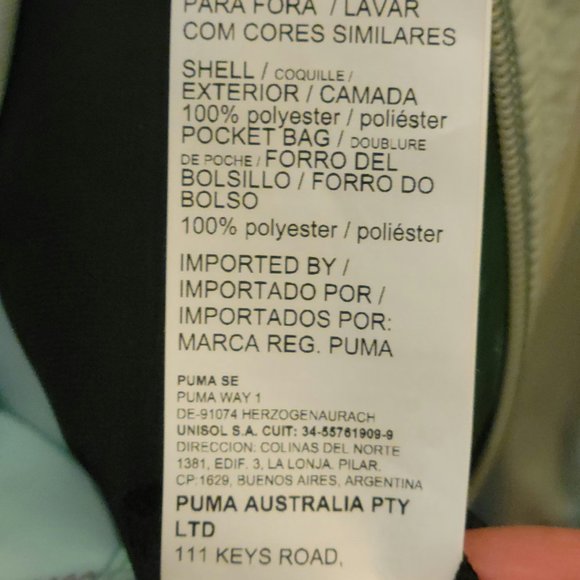 PARA FORA / LAVAR
COM CORES SIMILARES
SHELL / COQUILLE /
EXTERIOR / CAMADA
100% polyester / poliéster
POCKET BAG / DOUBLURE
DE POCHE / FORRO DEL
BOLSILLO / FORRO DO
BOLSO
100% polyester / poliéster
IMPORTED BY /
IMPORTADO POR /
IMPORTADOS POR:
MARCA REG. PUMA
PUMA SE
PUMA WAY 1
DE-91074 HERZOGENAURACH
UNISOL S.A. CUIT: 34-55761909-9
DIRECCION: COLINAS DEL NORTE
1381, EDIF. 3, LA LONJA. PILAR.
CP:1629, BUENOS AIRES, ARGENTINA
PUMA AUSTRALIA PTY
LTD
111 KEYS ROAD,